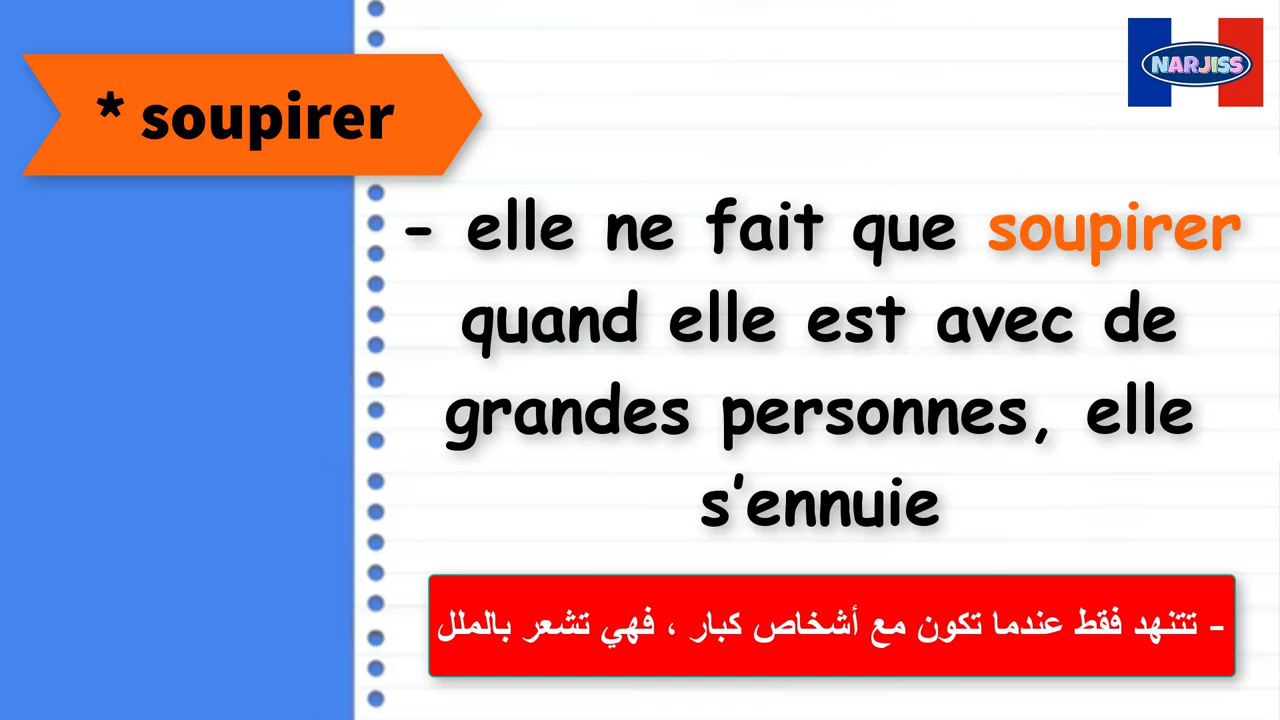 * soupirer
NARJISS
- elle ne fait que soupirer
quand elle est avec de
grandes personnes, elle
s’ennuie
- تتنهد فقط عندما تكون مع أشخاص كبار ، فهي تشعر بالملل